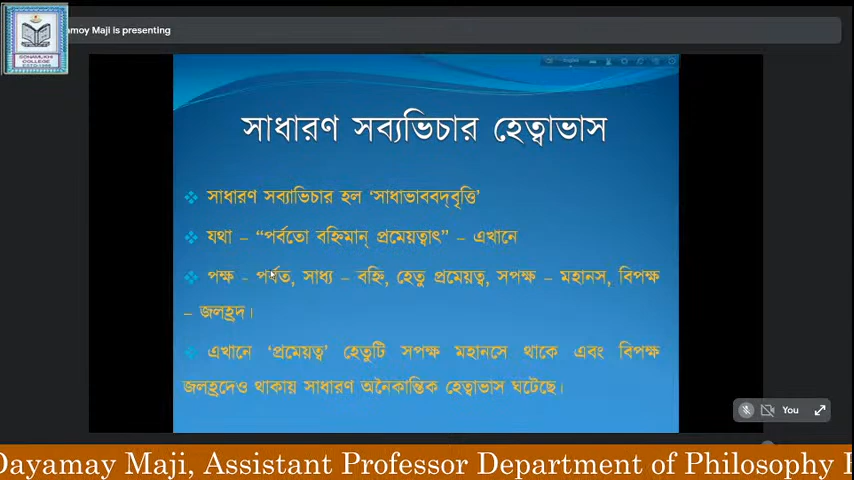 amoy Maji is presenting
SONAMUKHI
COLLEGE
সাধারণ সব্যভিচার হেত্বাভাস
সাধারণ সব্যাভিচার হল ‘সাধাভাববদ্‌বৃত্তি’
যথা – “পর্বতো বহ্নিমান্ প্রমেয়ত্বাৎ” – এখানে
পক্ষ - পর্বত, সাধ্য – বহ্নি, হেতু প্রমেয়ত্ব, সপক্ষ – মহানস, বিপক্ষ
– জলহ্রদ।
এখানে ‘প্রমেয়ত্ব’ হেতুটি সপক্ষ মহানসে থাকে এবং বিপক্ষ
জলহ্রদেও থাকায় সাধারণ অনৈকান্তিক হেত্বাভাস ঘটেছে।
You
Dayamay Maji, Assistant Professor Department of Philosophy